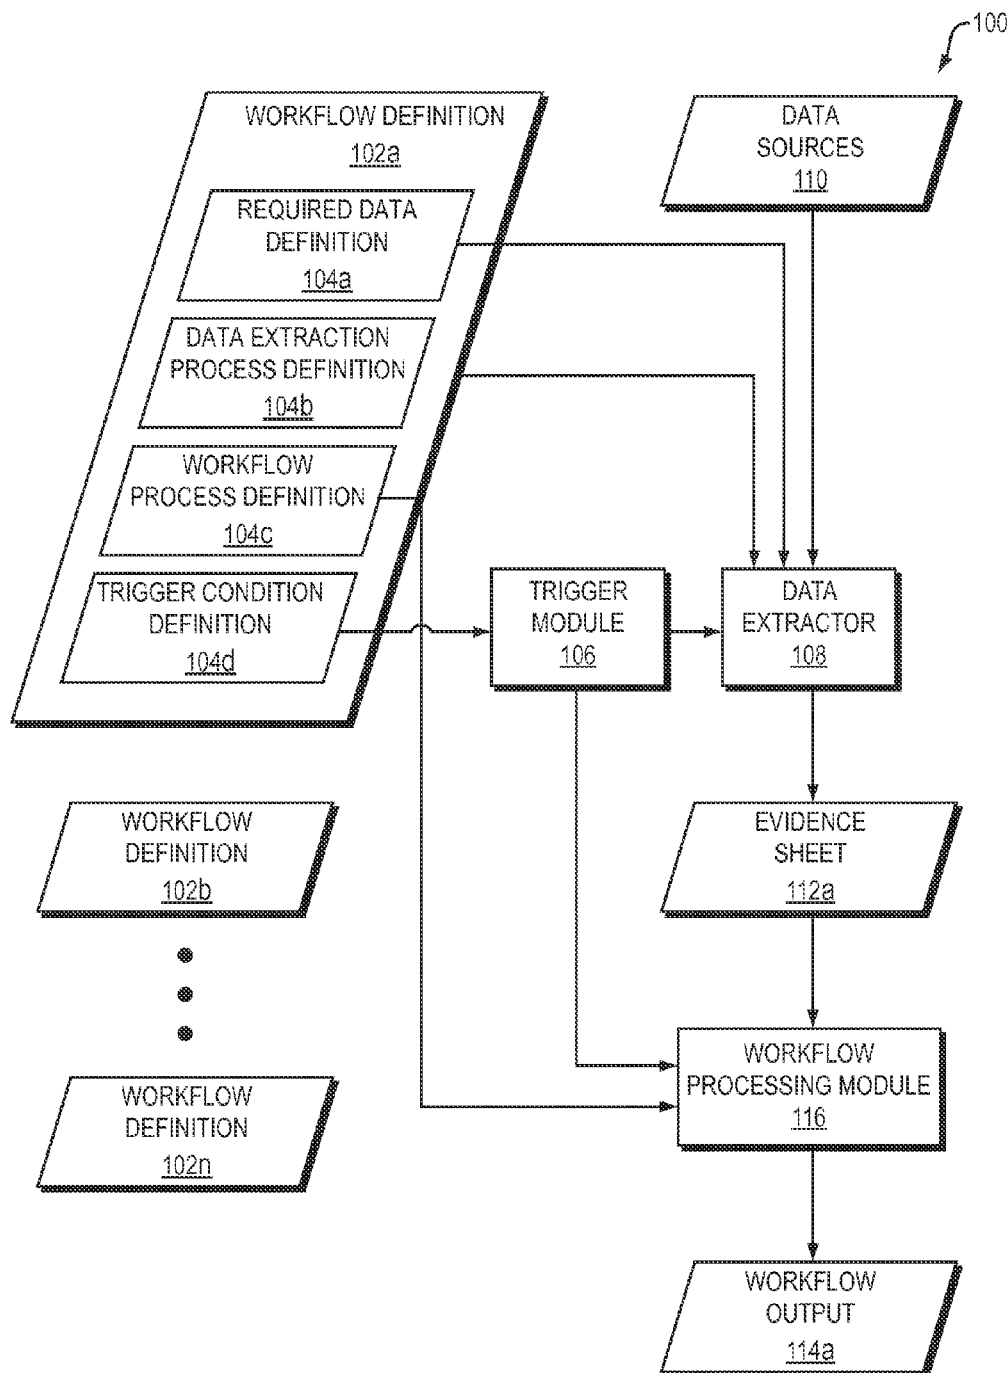 100
WORKFLOW DEFINITION
102a
REQUIRED DATA
DEFINITION
104a
DATA EXTRACTION
PROCESS DEFINITION
104b
WORKFLOW
PROCESS DEFINITION
104c
TRIGGER CONDITION
DEFINITION
104d
DATA
SOURCES
110
TRIGGER
MODULE
106
DATA
EXTRACTOR
108
WORKFLOW
DEFINITION
102b
EVIDENCE
SHEET
112a
WORKFLOW
DEFINITION
102n
WORKFLOW
PROCESSING MODULE
116
WORKFLOW
OUTPUT
114a